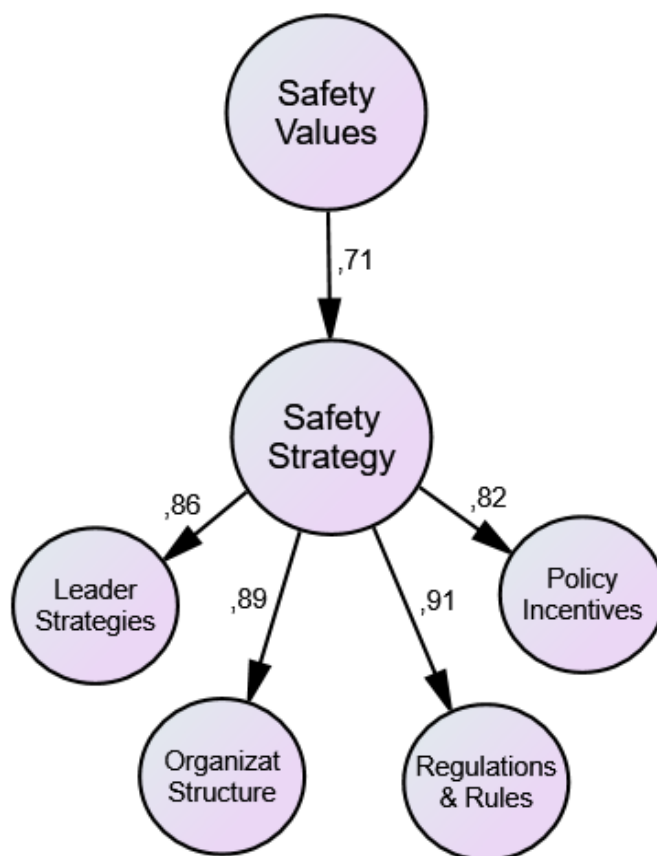 Safety
Values
,71
Safety
Strategy
,86
,82
Leader
Strategies
,89
,91
Policy
Incentives
Organizat
Structure
Regulations
& Rules